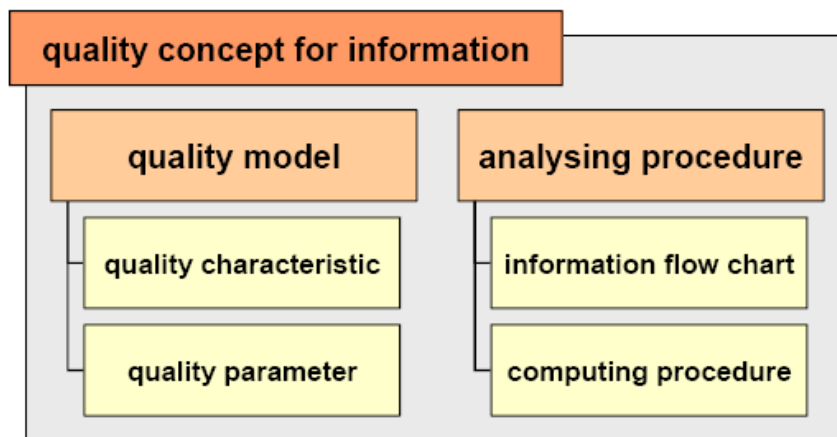 quality concept for information
quality model
analysing procedure
quality characteristic
information flow chart
quality parameter
computing procedure